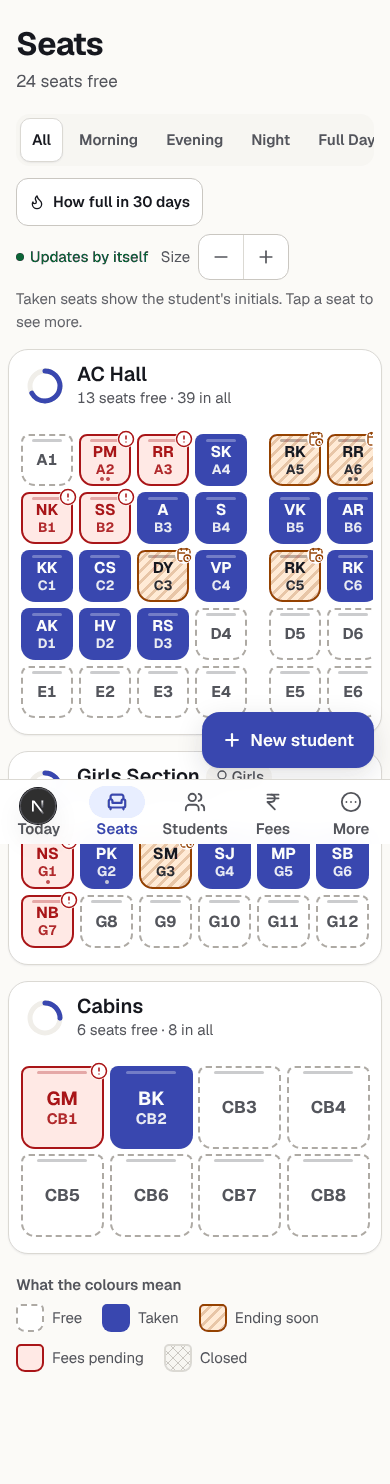 Seats
24 seats free
All Morning Evening Night Full Day
How full in 30 days
Updates by itself Size
Taken seats show the student's initials. Tap a seat to
see more.
AC Hall
13 seats free · 39 in all
A1 PM A2 RR A3 SK A4 RK A5 RR A6
NK B1 SS B2 A B3 S B4 VK B5 AR B6
KK C1 CS C2 DY C3 VP C4 RK C5 RK C6
AK D1 HV D2 RS D3 D4 D5 D6
E1 E2 E3 E4 E5 E6
+ New student
Girls Section Girls
N
Today Seats Students ₹ Fees More
NS G1 PK G2 SM G3 SJ G4 MP G5 SB G6
NB G7 G8 G9 G10 G11 G12
Cabins
6 seats free · 8 in all
GM CB1 BK CB2 CB3 CB4
CB5 CB6 CB7 CB8
What the colours mean
Free Taken Ending soon
Fees pending Closed